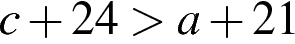 c + 24 > a + 21